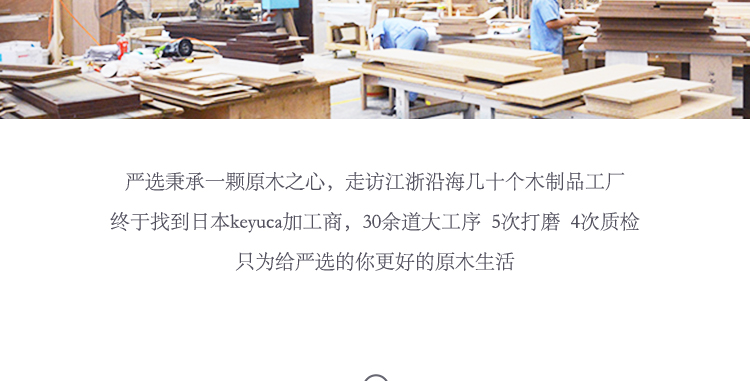 严选秉承一颗原木之心，走访江浙沿海几十个木制品工厂
终于找到日本keyuca加工商，30余道大工序 5次打磨 4次质检
只为给严选的你更好的原木生活